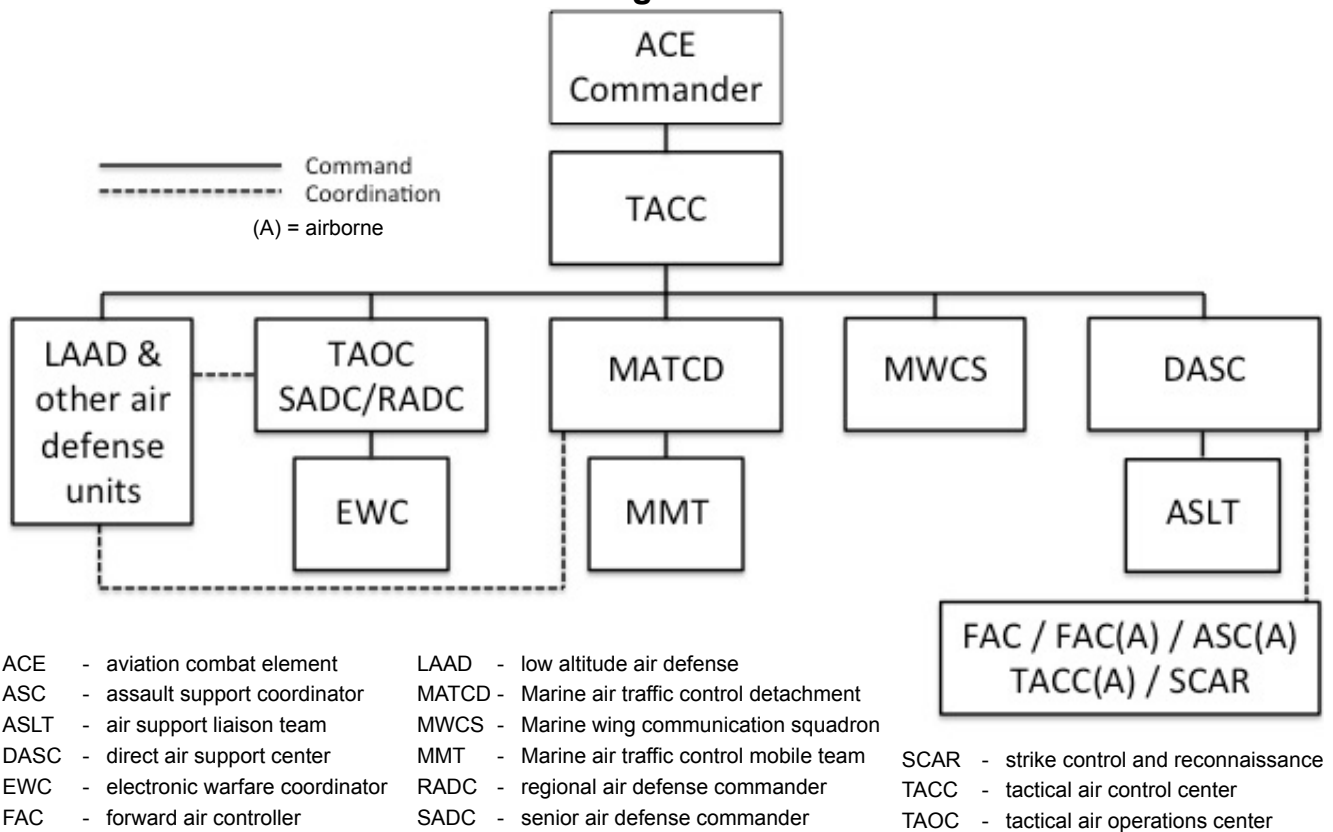 ACE
Commander
Command
Coordination
(A) = airborne
TACC
LAAD &
other air
defense
units
TAOC
SADC/RADC
MATCD
MWCS
DASC
EWC
MMT
ASLT
FAC / FAC(A) / ASC(A)
TACC(A) / SCAR
ACE - aviation combat element
ASC - assault support coordinator
ASLT - air support liaison team
DASC - direct air support center
EWC - electronic warfare coordinator
FAC - forward air controller
LAAD - low altitude air defense
MATCD - Marine air traffic control detachment
MWCS - Marine wing communication squadron
MMT - Marine air traffic control mobile team
RADC - regional air defense commander
SADC - senior air defense commander
SCAR - strike control and reconnaissance
TACC - tactical air control center
TAOC - tactical air operations center